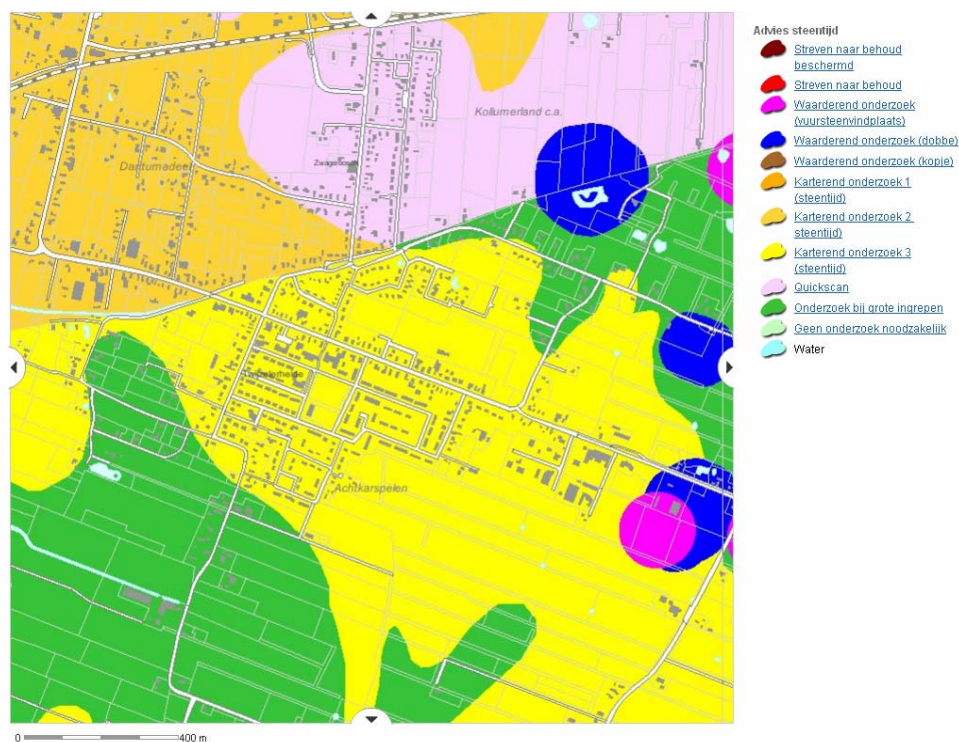 Advies steentijd
Streven naar behoud
beschermd
Streven naar behoud
Waarderend onderzoek
(vuursteenvindplaats)
Waarderend onderzoek (dobbe)
Waarderend onderzoek (kopje)
Karterend onderzoek 1
(steentijd)
Karterend onderzoek 2
steentijd)
Karterend onderzoek 3
(steentijd)
Quickscan
Onderzoek bij grote ingrepen
Geen onderzoek noodzakelijk
Water
Kollumerland c.a.
Dantumadeel
Twijzelerheide
Achtkarspelen
0 400 m